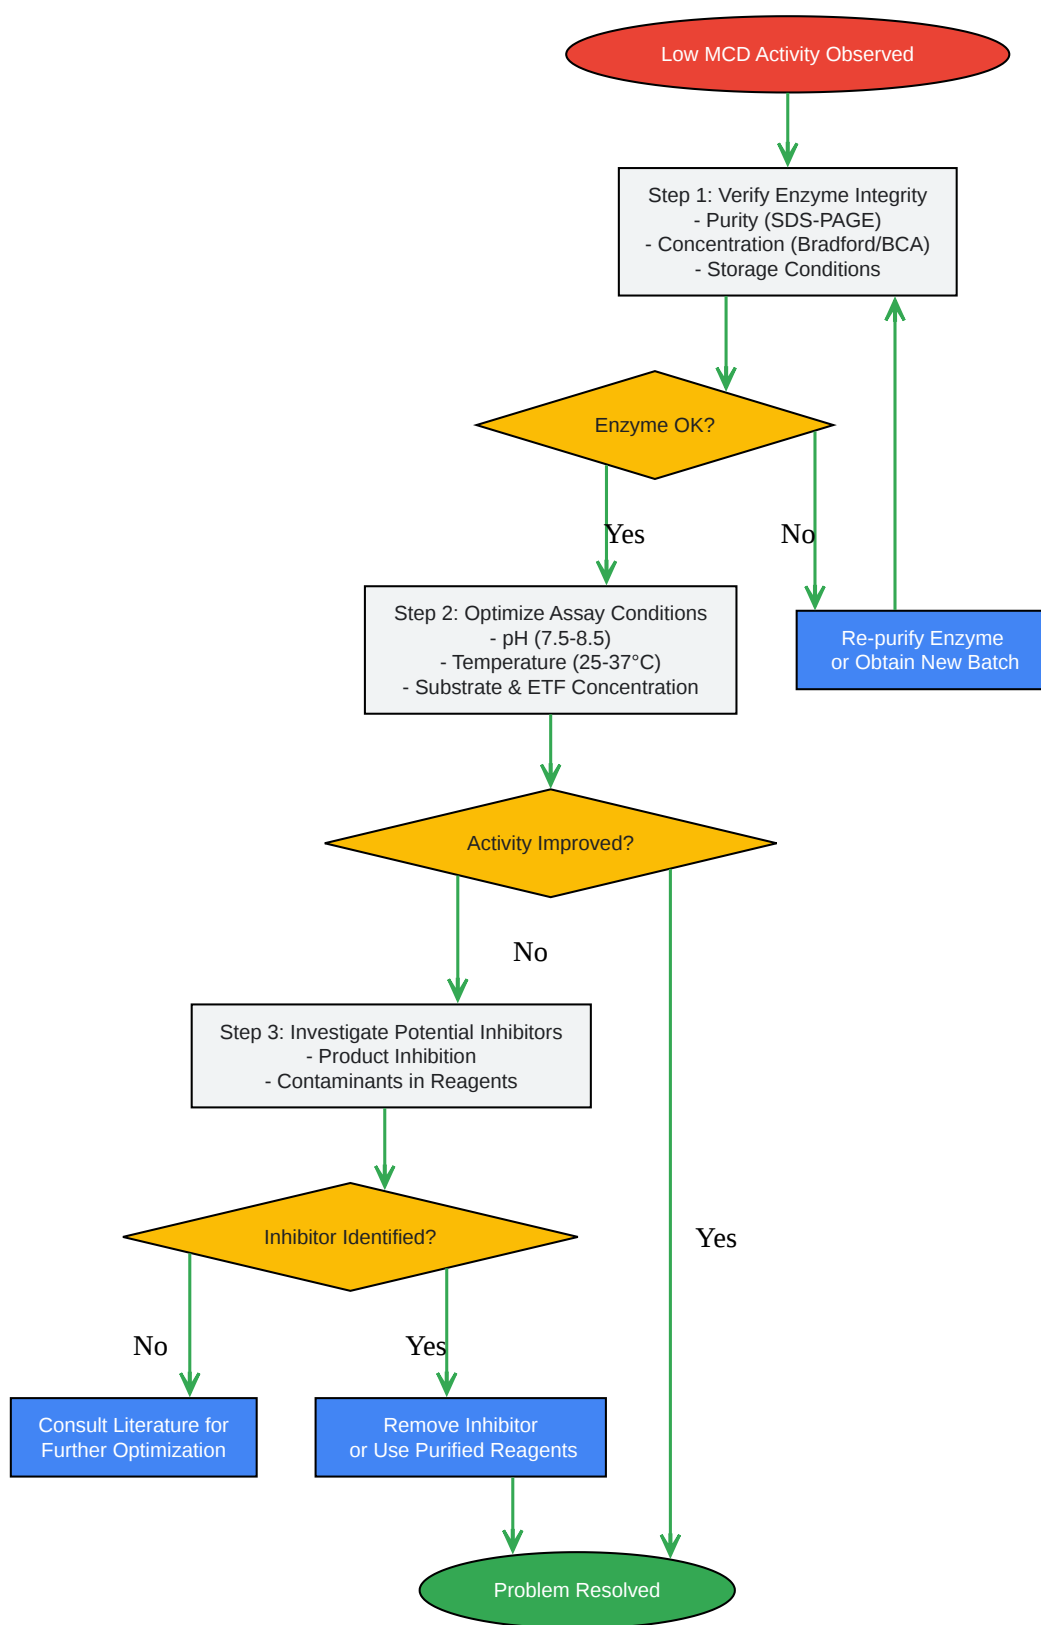 Low MCD Activity Observed
Step 1: Verify Enzyme Integrity
- Purity (SDS-PAGE)
- Concentration (Bradford/BCA)
- Storage Conditions
Enzyme OK?
Yes
No
Step 2: Optimize Assay Conditions
- pH (7.5-8.5)
- Temperature (25-37°C)
- Substrate & ETF Concentration
Re-purify Enzyme
or Obtain New Batch
Activity Improved?
No
Step 3: Investigate Potential Inhibitors
- Product Inhibition
- Contaminants in Reagents
Inhibitor Identified?
Yes
No
Yes
Consult Literature for
Further Optimization
Remove Inhibitor
or Use Purified Reagents
Problem Resolved